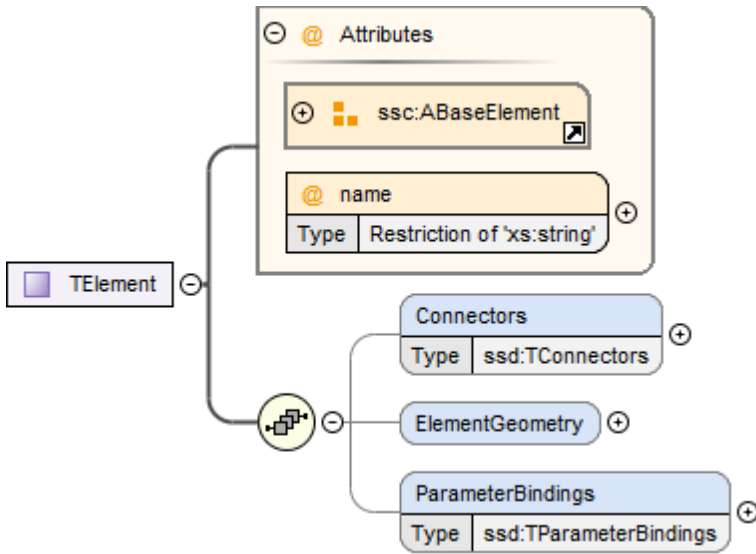 @ Attributes
ssc:ABaseElement
@ name
Type Restriction of 'xs:string'
TElement
Connectors
Type ssd:TConnectors
ElementGeometry
ParameterBindings
Type ssd:TParameterBindings